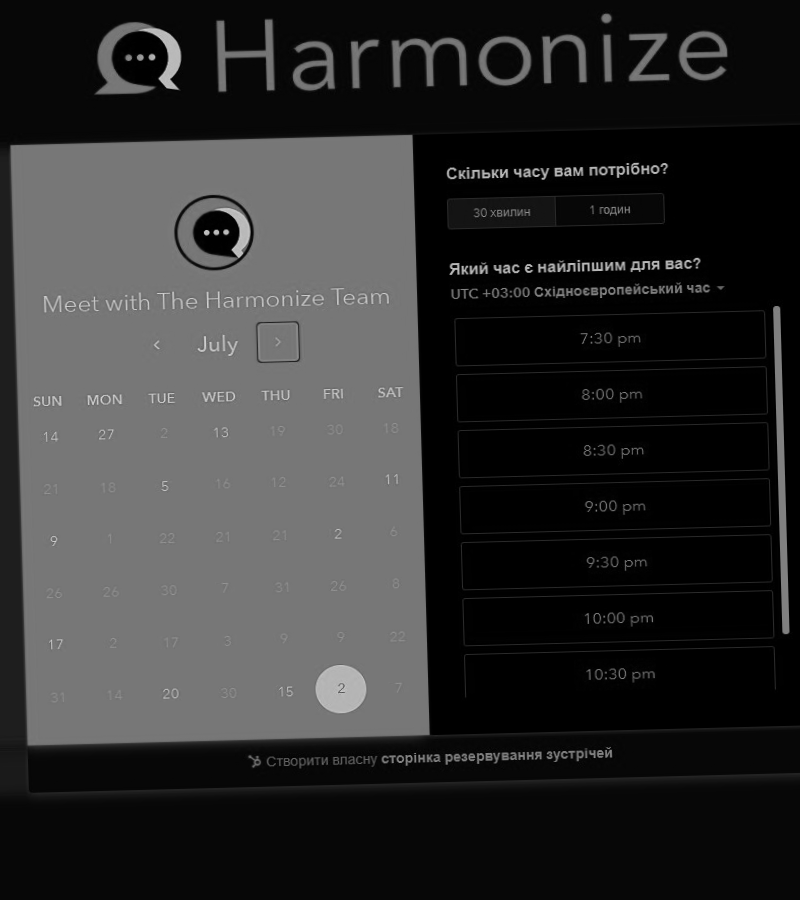 Harmonize
Meet with The Harmonize Team
July
SUN MON TUE WED THU FRI SAT
14 27 2 13 19 30 18
21 18 5 16 12 24 11
9 1 22 21 21 2 6
26 26 30 7 31 26 8
17 2 17 3 9 9 22
31 14 20 30 15 2 7
Скільки часу вам потрібно?
30 хвилин 1 годин
Який час є найліпшим для вас?
UTC +03:00 Східноєвропейський час
7:30 pm
8:00 pm
8:30 pm
9:00 pm
9:30 pm
10:00 pm
10:30 pm
Створити власну сторінка резервування зустрічей